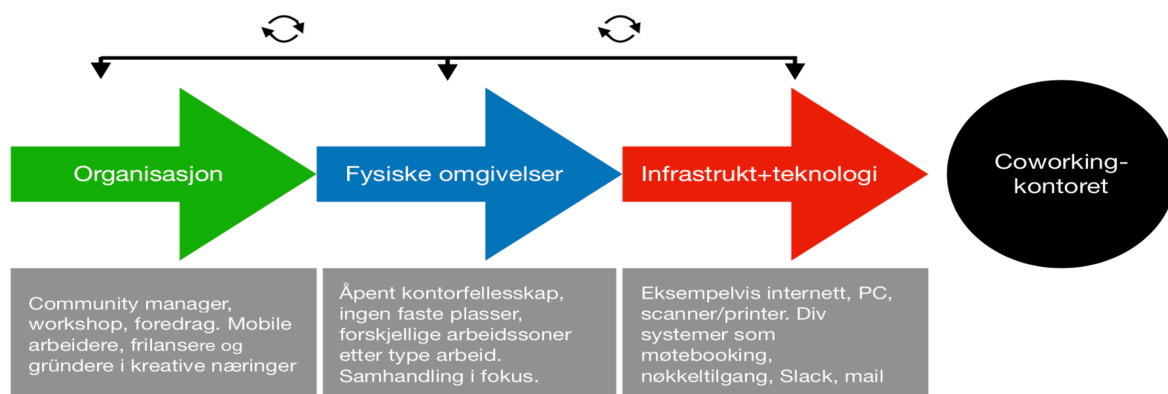 Organisasjon
Fysiske omgivelser
Infrastrukt+teknologi
Coworking-
kontoret
Community manager,
workshop, foredrag. Mobile
arbeidere, frilansere og
gründere i kreative næringer
Åpent kontorfellesskap,
ingen faste plasser,
forskjellige arbeidssoner
etter type arbeid.
Samhandling i fokus.
Eksempelvis internett, PC,
scanner/printer. Div
systemer som
møtebooking,
nøkkeltilgang, Slack, mail